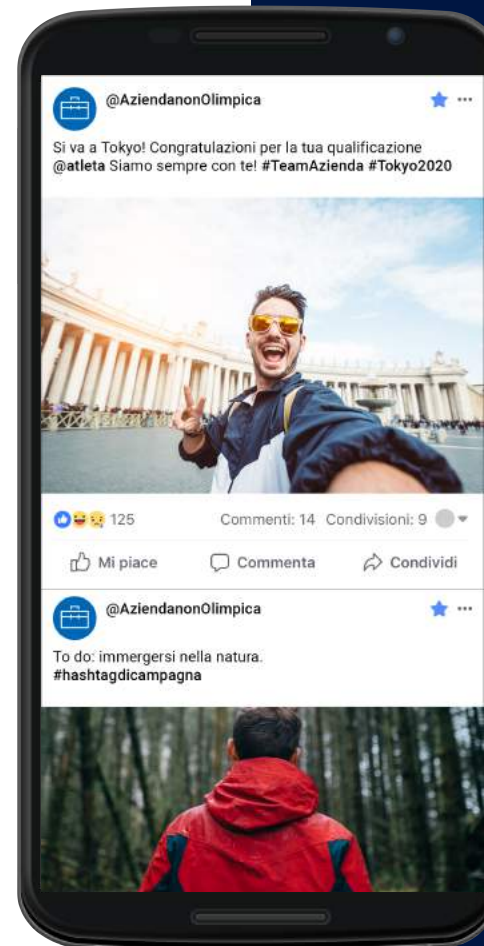 @AziendanonOlimpica
Si va a Tokyo! Congratulazioni per la tua qualificazione
@atleta Siamo sempre con te! #TeamAzienda #Tokyo2020
125
Commenti: 14 Condivisioni: 9
Mi piace Commenta Condividi
@AziendanonOlimpica
To do: immergersi nella natura.
#hashtagdicampagna